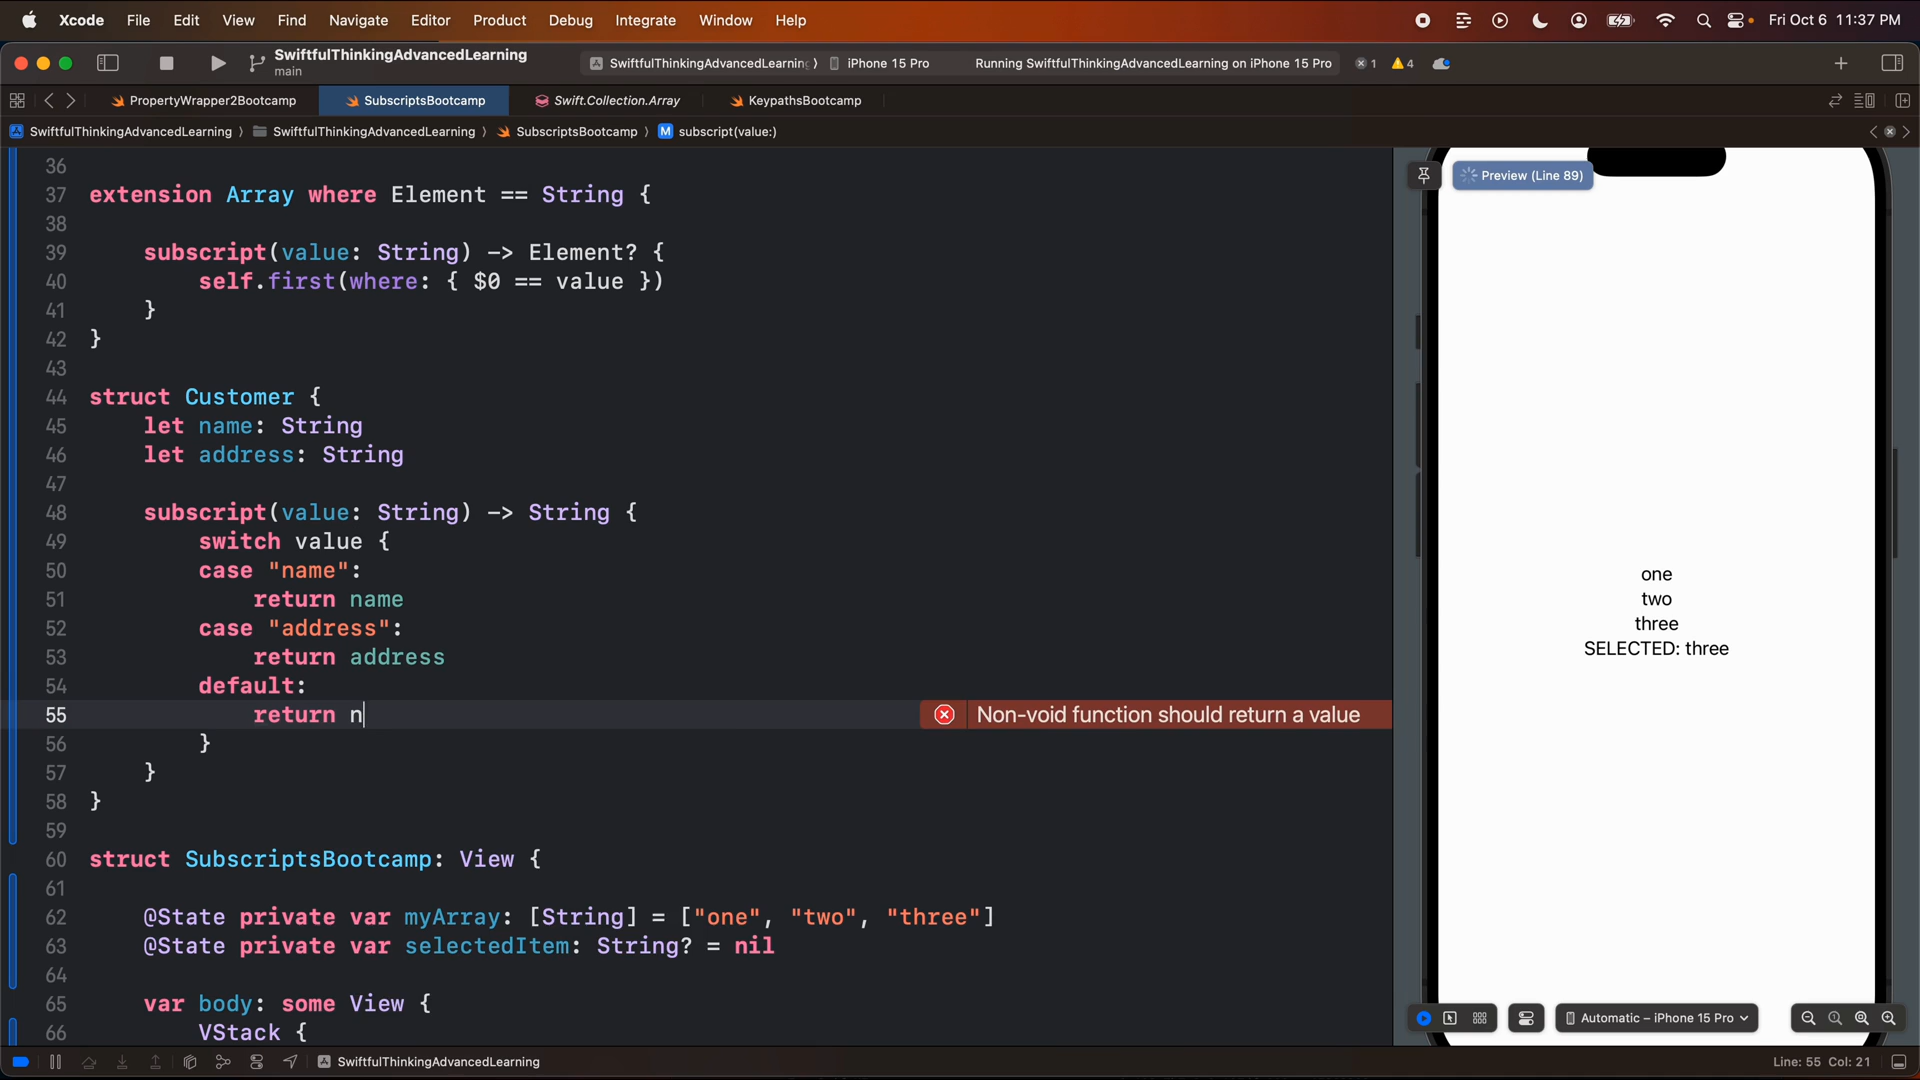 Xcode File Edit View Find Navigate Editor Product Debug Integrate Window Help Fri Oct 6 11:37 PM
SwiftfulThinkingAdvancedLearning
main
SwiftfulThinkingAdvancedLearning 〉 iPhone 15 Pro Running SwiftfulThinkingAdvancedLearning on iPhone 15 Pro 1 4
PropertyWrapper2Bootcamp SubscriptsBootcamp Swift.Collection.Array KeypathsBootcamp
SwiftfulThinkingAdvancedLearning 〉 SwiftfulThinkingAdvancedLearning 〉 SubscriptsBootcamp 〉 M subscript(value:)
36
37 extension Array where Element == String {
38
39 subscript(value: String) -> Element? {
40 self.first(where: { $0 == value })
41 }
42 }
43
44 struct Customer {
45 let name: String
46 let address: String
47
48 subscript(value: String) -> String {
49 switch value {
50 case "name":
51 return name
52 case "address":
53 return address
54 default:
55 return n
Non-void function should return a value
56 }
57 }
58 }
59
60 struct SubscriptsBootcamp: View {
61
62 @State private var myArray: [String] = ["one", "two", "three"]
63 @State private var selectedItem: String? = nil
64
65 var body: some View {
66 VStack {
Preview (Line 89)
one
two
three
SELECTED: three
Automatic – iPhone 15 Pro
SwiftfulThinkingAdvancedLearning
Line: 55 Col: 21